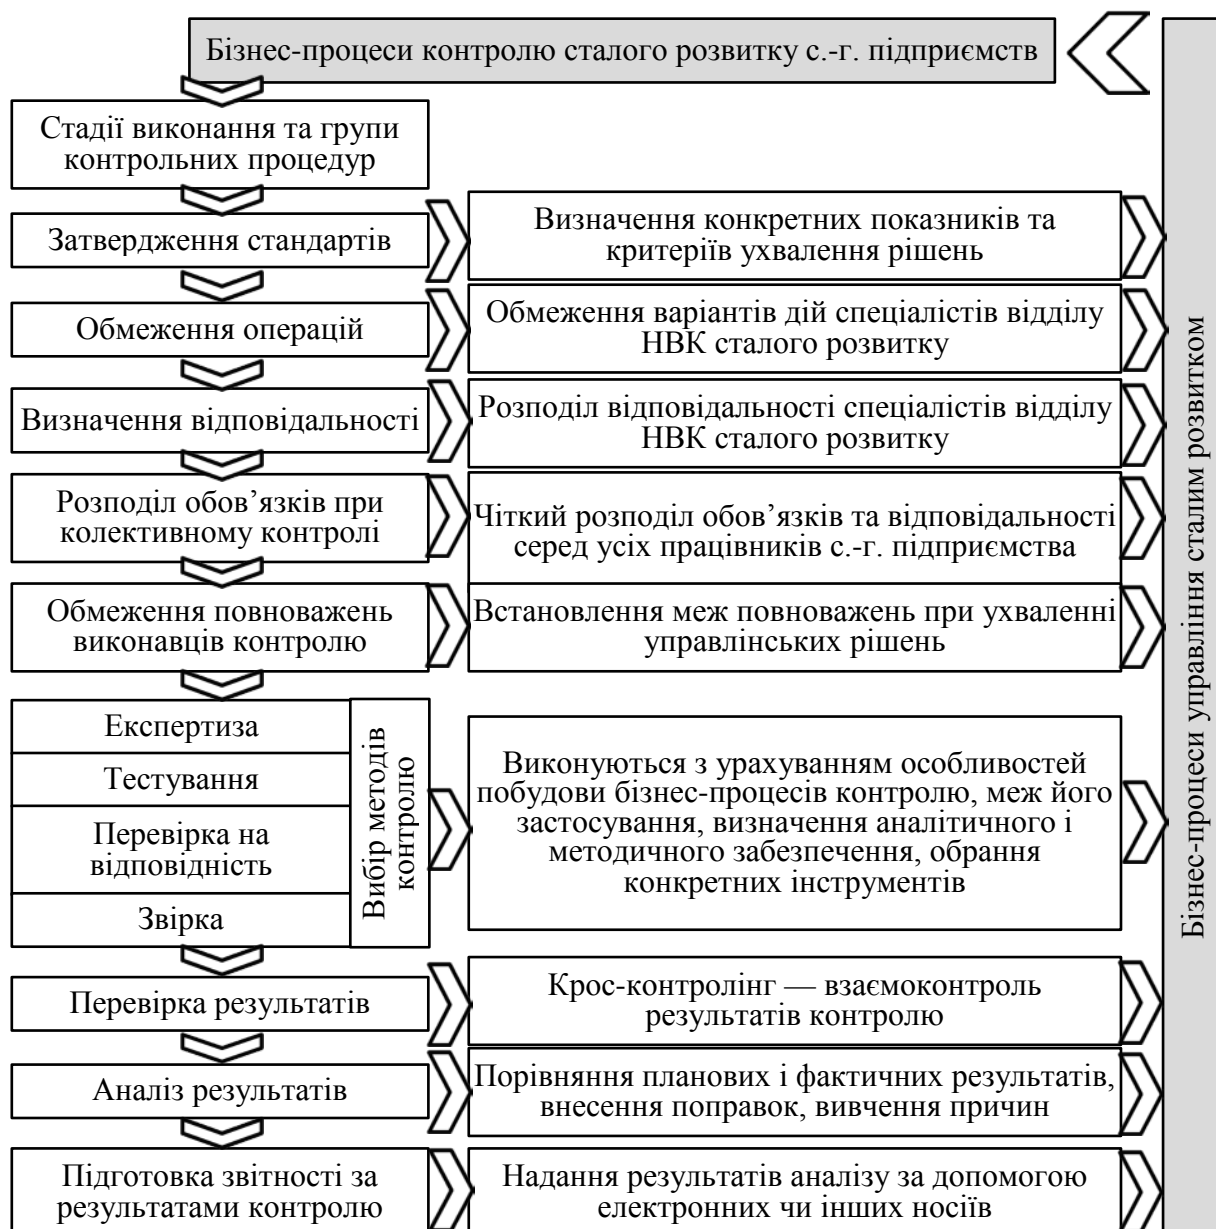 Бізнес-процеси контролю сталого розвитку с.-г. підприємств
Стадії виконання та групи
контрольних процедур
Затвердження стандартів
Визначення конкретних показників та
критеріїв ухвалення рішень
Обмеження операцій
Обмеження варіантів дій спеціалістів відділу
НВК сталого розвитку
Визначення відповідальності
Розподіл відповідальності спеціалістів відділу
НВК сталого розвитку
Розподіл обов’язків при
колективному контролі
Чіткий розподіл обов’язків та відповідальності
серед усіх працівників с.-г. підприємства
Обмеження повноважень
виконавців контролю
Встановлення меж повноважень при ухваленні
управлінських рішень
Експертиза
Тестування
Перевірка на
відповідність
Звірка
Вибір методів
контролю
Виконуються з урахуванням особливостей
побудови бізнес-процесів контролю, меж його
застосування, визначення аналітичного і
методичного забезпечення, обрання
конкретних інструментів
Перевірка результатів
Крос-контролінг — взаємоконтроль
результатів контролю
Аналіз результатів
Порівняння планових і фактичних результатів,
внесення поправок, вивчення причин
Підготовка звітності за
результатами контролю
Надання результатів аналізу за допомогою
електронних чи інших носіїв
Бізнес-процеси управління сталим розвитком